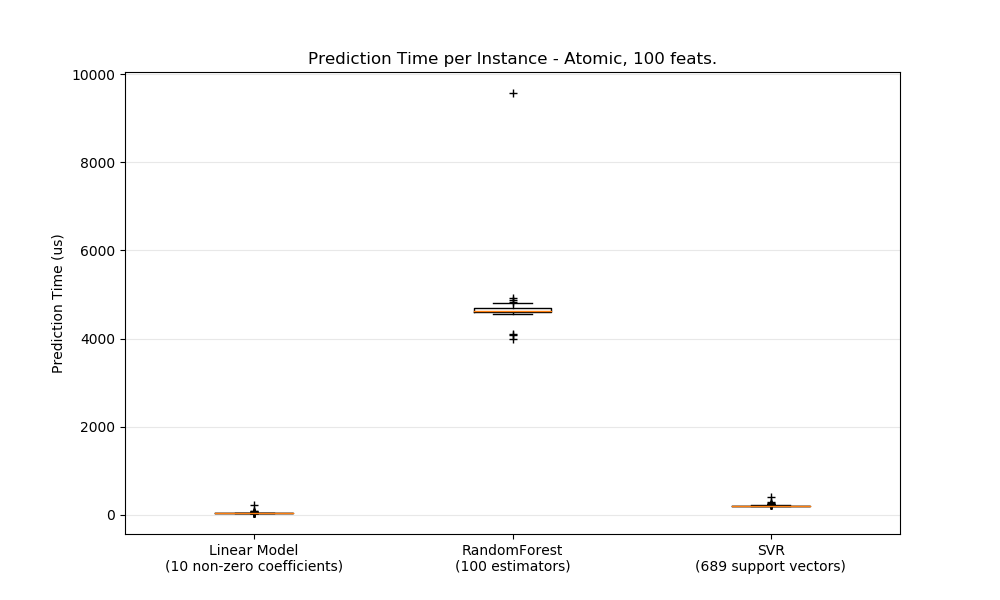 Prediction Time per Instance - Atomic, 100 feats.
Prediction Time (us)
10000
8000
6000
4000
2000
0
Linear Model
(10 non-zero coefficients)
RandomForest
(100 estimators)
SVR
(689 support vectors)